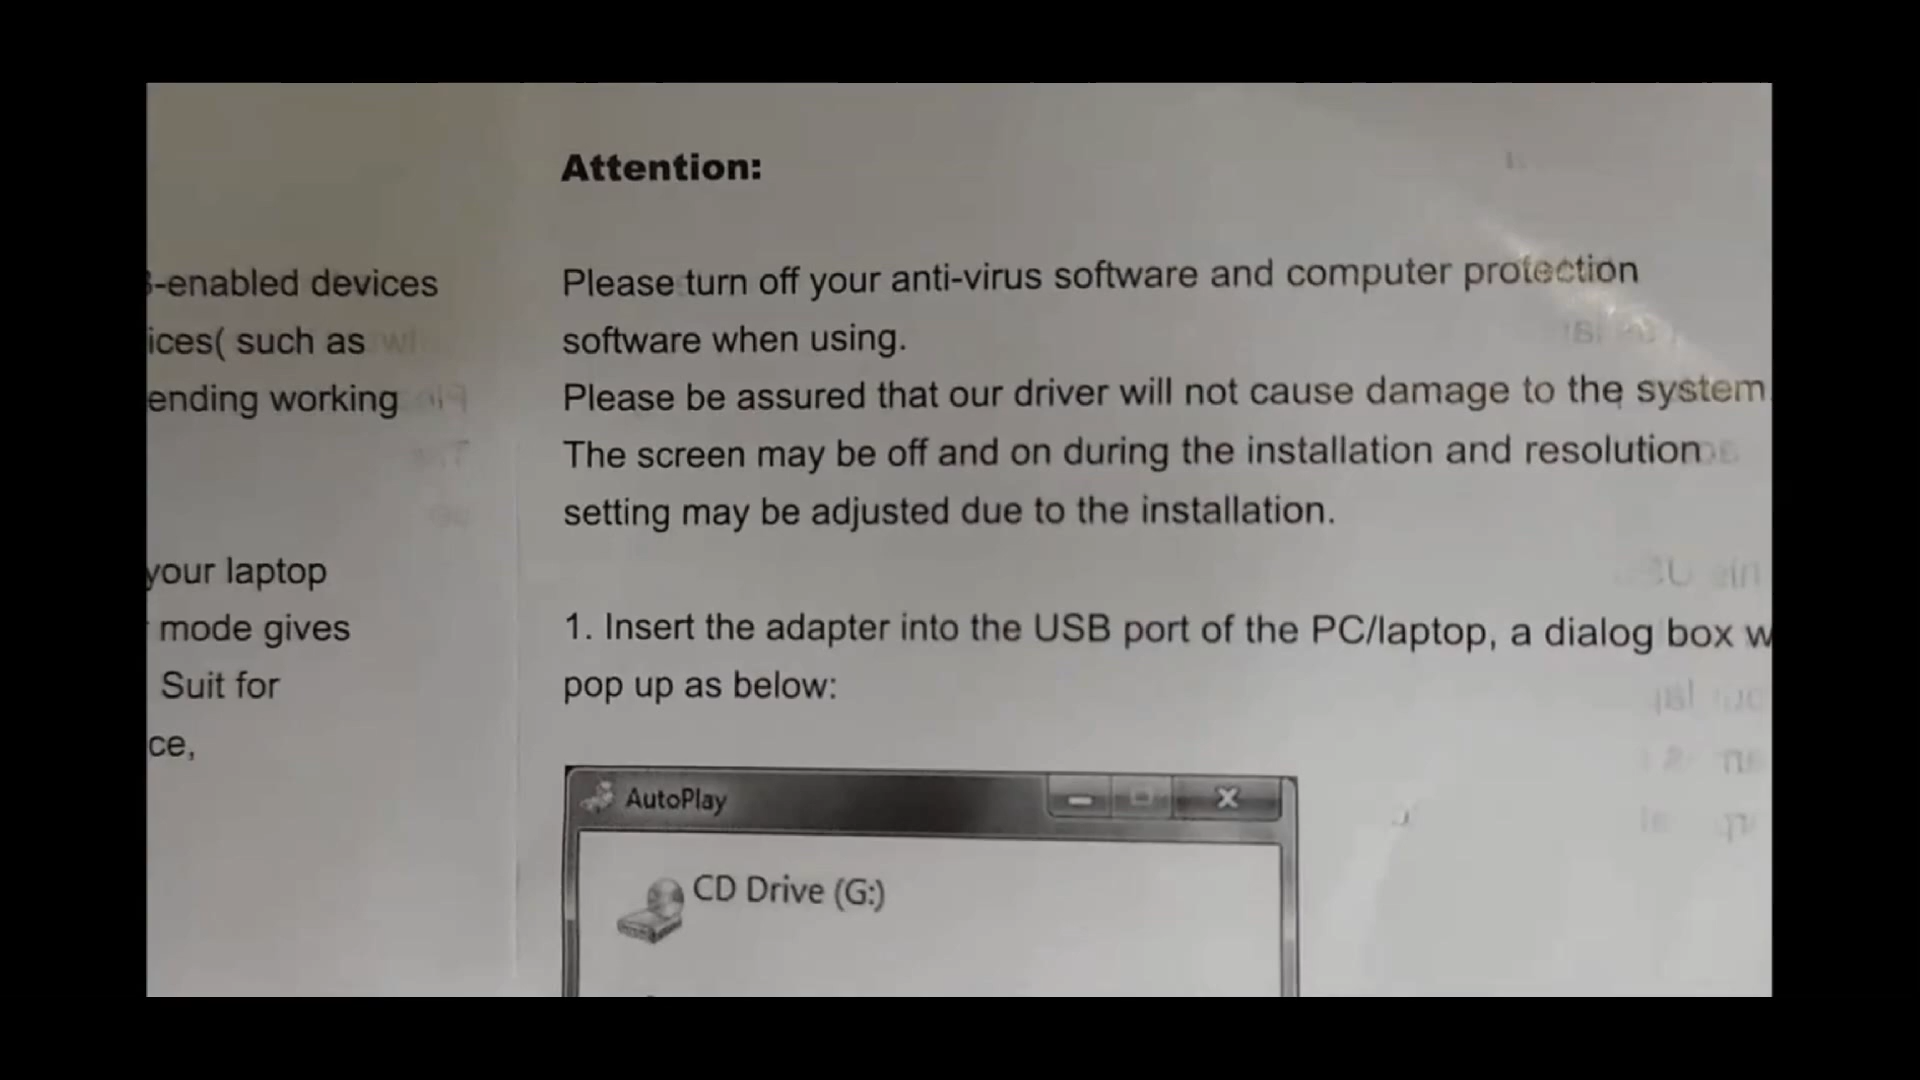 -enabled devices
ices( such as
ending working
your laptop
mode gives
Suit for
ce,
Attention:
Please turn off your anti-virus software and computer protection
software when using.
Please be assured that our driver will not cause damage to the system
The screen may be off and on during the installation and resolution
setting may be adjusted due to the installation.
1. Insert the adapter into the USB port of the PC/laptop, a dialog box w
pop up as below:
AutoPlay
CD Drive (G:)